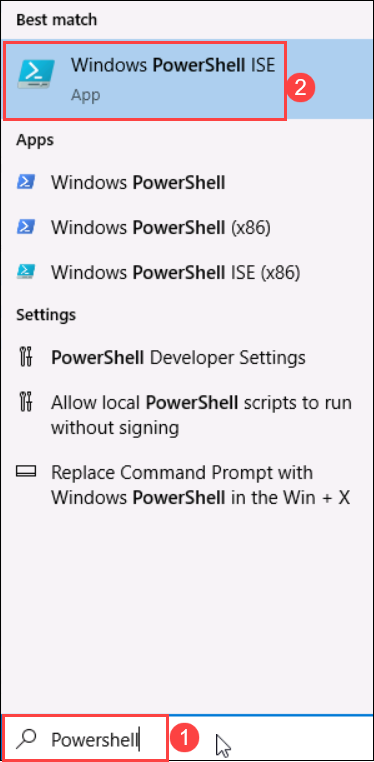 Best match
Windows PowerShell ISE
App
2
Apps
Windows PowerShell
Windows PowerShell (x86)
Windows PowerShell ISE (x86)
Settings
PowerShell Developer Settings
Allow local PowerShell scripts to run
without signing
Replace Command Prompt with
Windows PowerShell in the Win + X
Powershell
1